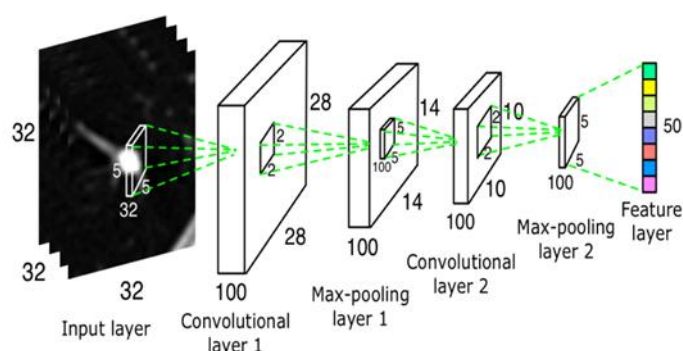 32
5
5
32
32
32
Input layer
28
2
2
28
100
Convolutional
layer 1
14
5
5
100
14
100
Max-pooling
layer 1
10
2
2
10
100
Convolutional
layer 2
5
5
100
Max-pooling
layer 2
50
Feature
layer